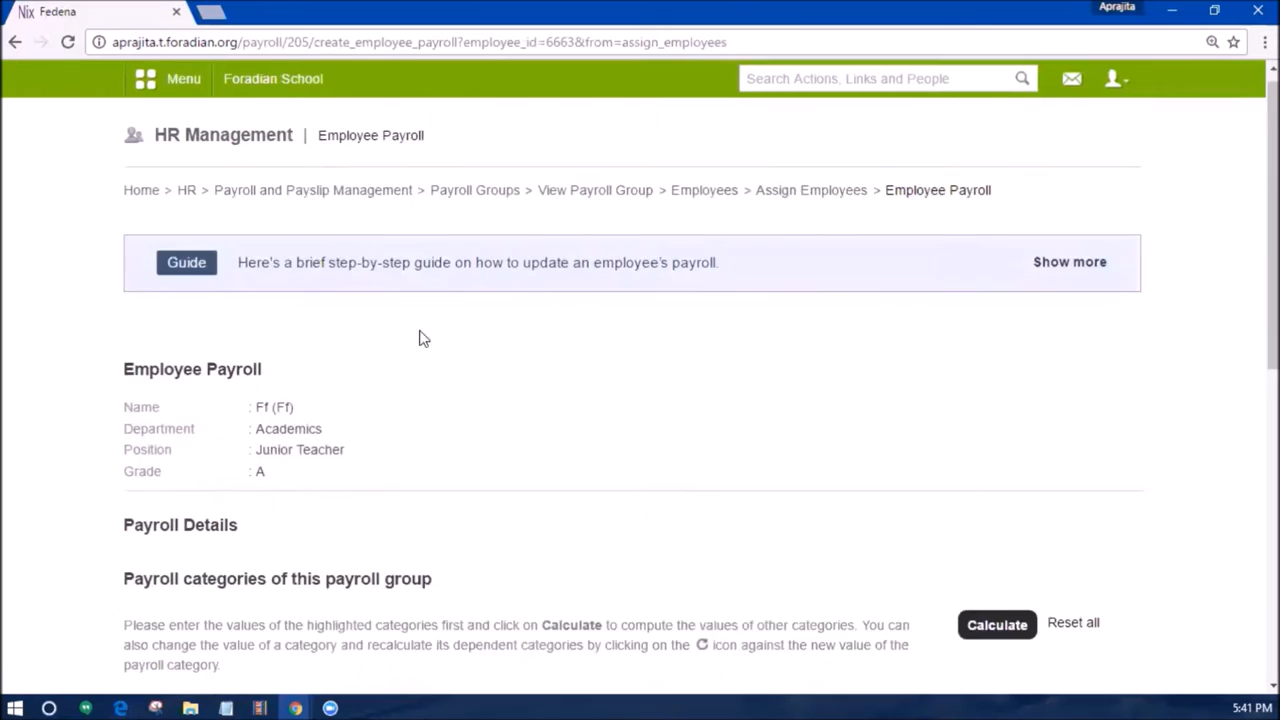 Nix Fedena
Aprajita
aprajita.t.foradian.org/payroll/205/create_employee_payroll?employee_id=6663&from=assign_employees
Menu Foradian School Search Actions, Links and People
HR Management | Employee Payroll
Home > HR > Payroll and Payslip Management > Payroll Groups > View Payroll Group > Employees > Assign Employees > Employee Payroll
Guide Here's a brief step-by-step guide on how to update an employee's payroll. Show more
Employee Payroll
Name : Ff (Ff)
Department : Academics
Position : Junior Teacher
Grade : A
Payroll Details
Payroll categories of this payroll group
Please enter the values of the highlighted categories first and click on Calculate to compute the values of other categories. You can
also change the value of a category and recalculate its dependent categories by clicking on the icon against the new value of the
payroll category.
Calculate Reset all
5:41 PM